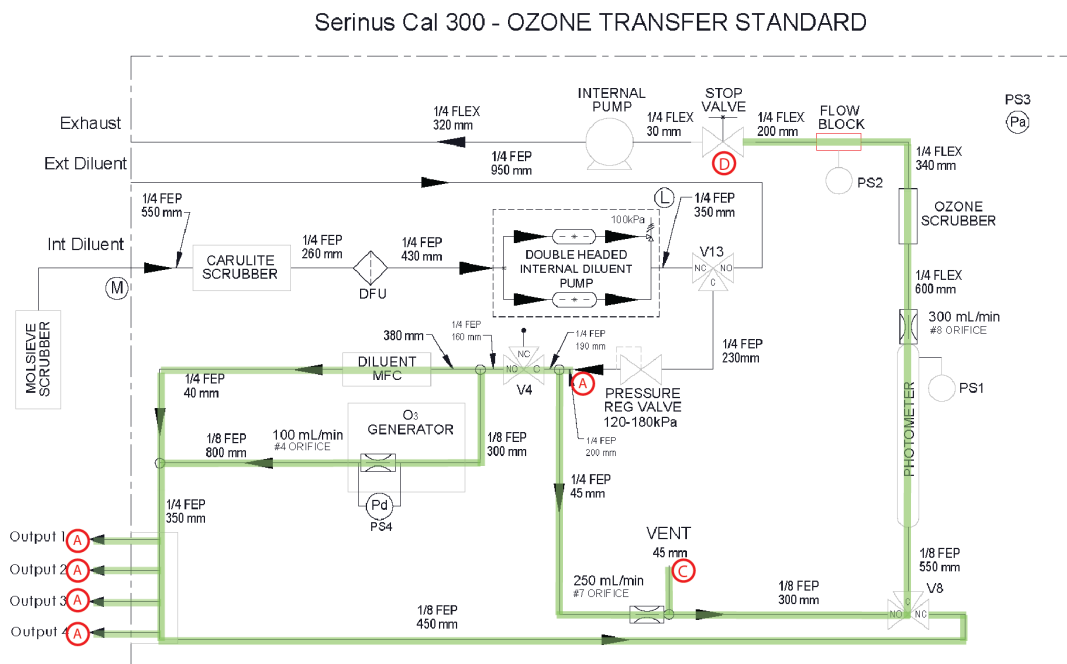 Serinus Cal 300 - OZONE TRANSFER STANDARD
Exhaust
1/4 FLEX
320 mm
INTERNAL
PUMP
1/4 FLEX
30 mm
STOP
VALVE
D
1/4 FLEX
200 mm
FLOW
BLOCK
PS2
PS3
Pa
1/4 FLEX
340 mm
Ext Diluent
1/4 FEP
950 mm
OZONE
SCRUBBER
Int Diluent
M
1/4 FEP
550 mm
CARULITE
SCRUBBER
1/4 FEP
260 mm
DFU
1/4 FEP
430 mm
100kPa
DOUBLE HEADED
INTERNAL DILUENT
PUMP
L
1/4 FEP
350 mm
V13
NC
NO
C
1/4 FLEX
600 mm
MOLSIEVE
SCRUBBER
300 mL/min
#8 ORIFICE
PS1
PHOTOMETER
1/4 FEP
230mm
PRESSURE
REG VALVE
120-180kPa
A
1/4 FEP
200 mm
1/4 FEP
190 mm
NC
NO
C
V4
1/4 FEP
160 mm
380 mm
DILUENT
MFC
1/4 FEP
40 mm
O3
GENERATOR
100 mL/min
#4 ORIFICE
Pd
PS4
1/8 FEP
300 mm
1/8 FEP
800 mm
1/4 FEP
45 mm
1/4 FEP
350 mm
Output 1
A
Output 2
A
Output 3
A
Output 4
A
VENT
45 mm
C
250 mL/min
#7 ORIFICE
1/8 FEP
300 mm
1/8 FEP
550 mm
V8
C
NO
NC
1/8 FEP
450 mm